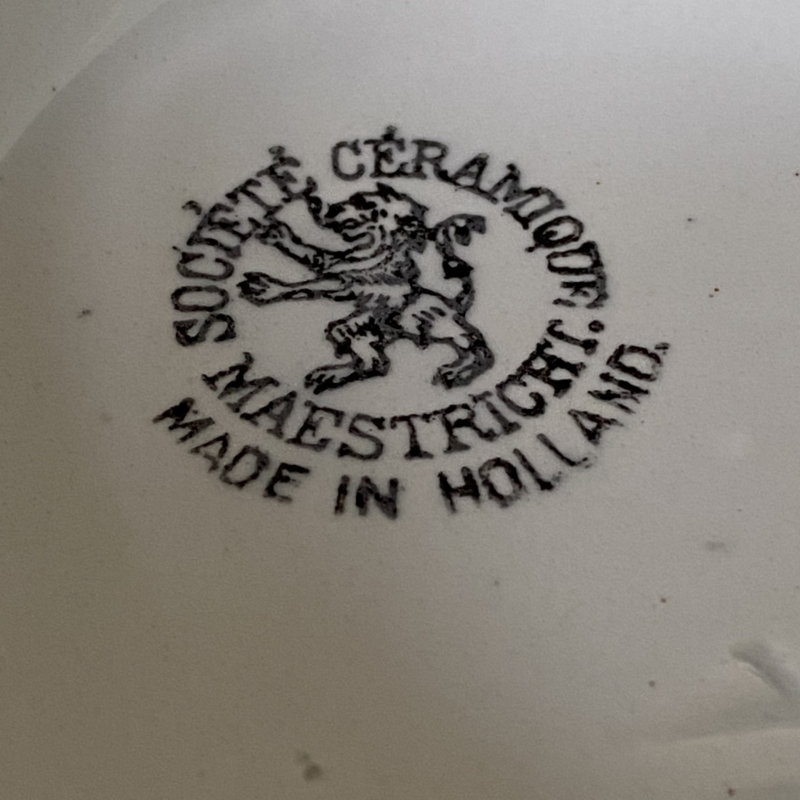 SOCIÉTÉ CÉRAMIQUE
MAESTRICHT.
MADE IN HOLLAND.